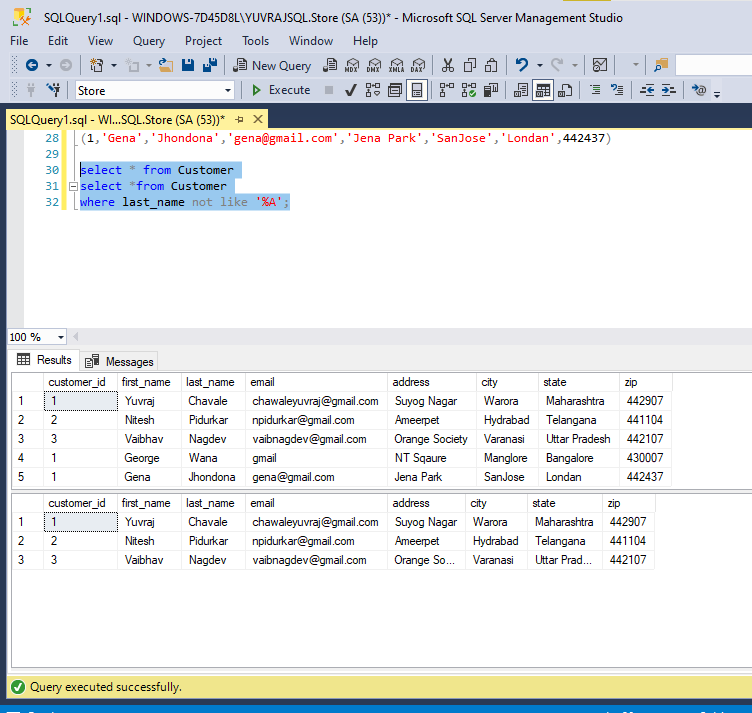 SQLQuery1.sql - WINDOWS-7D45D8L\YUVRAJSQL.Store (SA (53))* - Microsoft SQL Server Management Studio
File Edit View Query Project Tools Window Help
New Query MDX DMX XMLA DAX
Store Execute
SQLQuery1.sql - WI...SQL.Store (SA (53))*
28 (1,'Gena','Jhondona','gena@gmail.com','Jena Park','SanJose','Londan',442437)
29
30 select * from Customer
31 select *from Customer
32 where last_name not like '%A';
100 %
Results Messages
customer_id first_name last_name email address city state zip
1 1 Yuvraj Chavale chawaleyuvraj@gmail.com Suyog Nagar Warora Maharashtra 442907
2 2 Nitesh Pidurkar npidurkar@gmail.com Ameerpet Hydrabad Telangana 441104
3 3 Vaibhav Nagdev vaibnagdev@gmail.com Orange Society Varanasi Uttar Pradesh 442107
4 1 George Wana gmail NT Sqaure Manglore Bangalore 430007
5 1 Gena Jhondona gena@gmail.com Jena Park SanJose Londan 442437
customer_id first_name last_name email address city state zip
1 1 Yuvraj Chavale chawaleyuvraj@gmail.com Suyog Nagar Warora Maharashtra 442907
2 2 Nitesh Pidurkar npidurkar@gmail.com Ameerpet Hydrabad Telangana 441104
3 3 Vaibhav Nagdev vaibnagdev@gmail.com Orange So... Varanasi Uttar Prad... 442107
Query executed successfully.